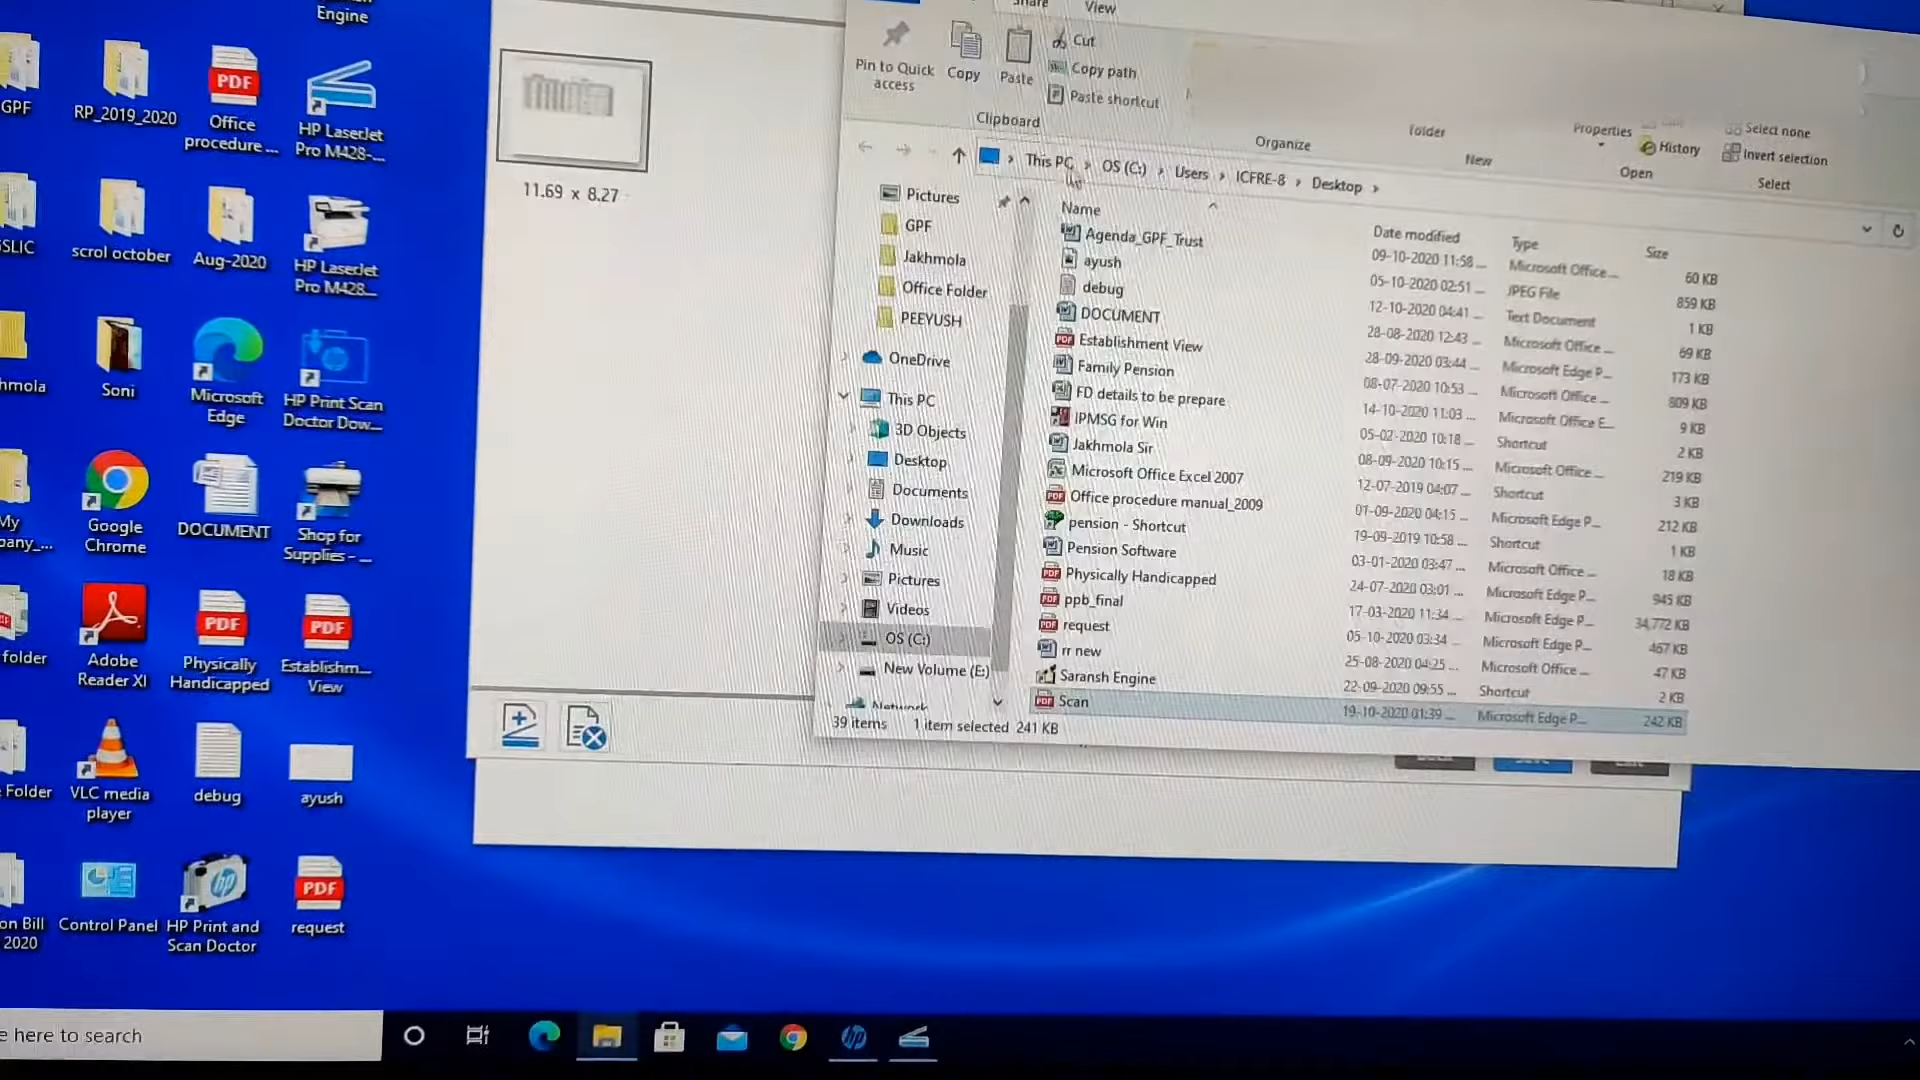 Engine
GPF
RP_2019_2020
PDF
Office
procedure ...
HP LaserJet
Pro M428-...
scrol october
Aug-2020
HP LaserJet
Pro M428...
Soni
Microsoft
Edge
HP Print Scan
Doctor Dow...
My
Google
Chrome
DOCUMENT
Shop for
Supplies - ...
folder
Adobe
Reader XI
PDF
Physically
Handicapped
PDF
Establishm...
View
Folder
VLC media
player
debug
ayush
on Bill
2020
Control Panel
HP Print and
Scan Doctor
PDF
request
e here to search
11.69 x 8.27
Share
View
Pin to Quick
access
Copy
Paste
Cut
Copy path
Paste shortcut
Clipboard
Organize
folder
New
Properties
History
Open
Select none
Invert selection
Select
This PC > OS (C:) > Users > ICFRE-8 > Desktop >
Pictures
GPF
Jakhmola
Office Folder
PEEYUSH
OneDrive
This PC
3D Objects
Desktop
Documents
Downloads
Music
Pictures
Videos
OS (C:)
New Volume (E:)
Network
Name Date modified Type Size
Agenda_GPF_Trust 09-10-2020 11:58 ... Microsoft Office ... 60 KB
ayush 05-10-2020 02:51 ... JPEG File 859 KB
debug 12-10-2020 04:41 ... Text Document 1 KB
DOCUMENT 28-08-2020 12:43 ... Microsoft Office ... 69 KB
Establishment View 28-09-2020 03:44 ... Microsoft Edge P... 173 KB
Family Pension 08-07-2020 10:53 ... Microsoft Office ... 809 KB
FD details to be prepare 14-10-2020 11:03 ... Microsoft Office E... 9 KB
IPMSG for Win 05-02-2020 10:18 ... Shortcut 2 KB
Jakhmola Sir 08-09-2020 10:15 ... Microsoft Office ... 219 KB
Microsoft Office Excel 2007 12-07-2019 04:07 ... Shortcut 3 KB
Office procedure manual_2009 01-09-2020 04:15 ... Microsoft Edge P... 212 KB
pension - Shortcut 19-09-2019 10:58 ... Shortcut 1 KB
Pension Software 03-01-2020 03:47 ... Microsoft Office ... 18 KB
Physically Handicapped 24-07-2020 03:01 ... Microsoft Edge P... 945 KB
ppb_final 17-03-2020 11:34 ... Microsoft Edge P... 34,772 KB
request 05-10-2020 03:34 ... Microsoft Edge P... 467 KB
rr new 25-08-2020 04:25 ... Microsoft Office ... 47 KB
Saransh Engine 22-09-2020 09:55 ... Shortcut 2 KB
Scan 19-10-2020 01:39 ... Microsoft Edge P... 242 KB
39 items 1 item selected 241 KB